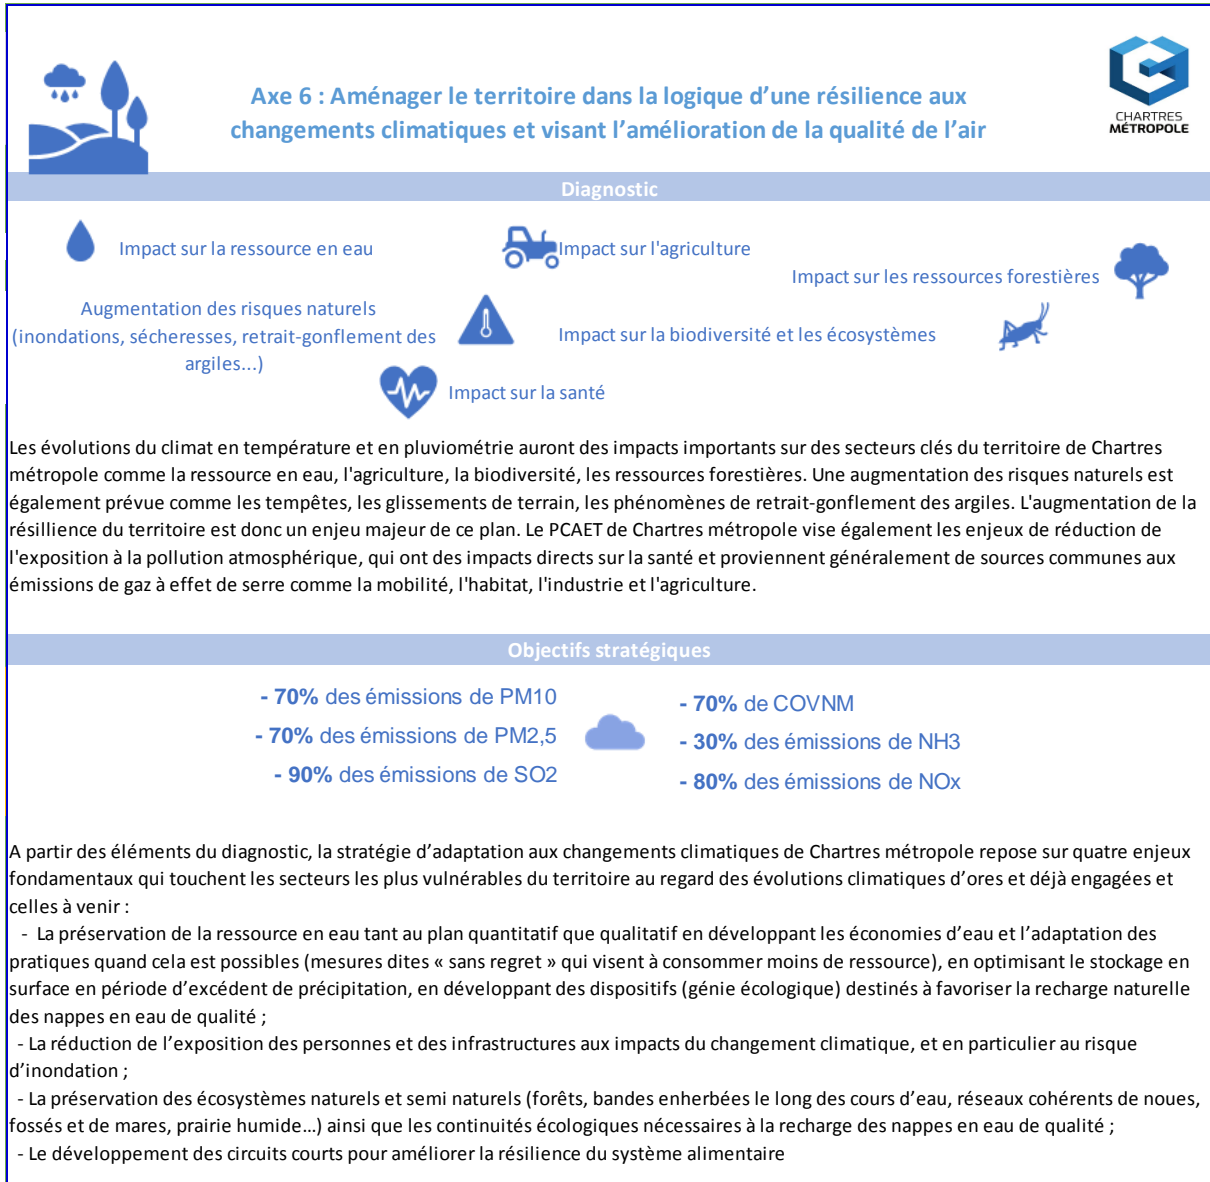 Axe 6 : Aménager le territoire dans la logique d’une résilience aux
changements climatiques et visant l’amélioration de la qualité de l’air
CHARTRES
MÉTROPOLE
Diagnostic
Impact sur la ressource en eau
Impact sur l'agriculture
Impact sur les ressources forestières
Augmentation des risques naturels
(inondations, sécheresses, retrait-gonflement des
argiles...)
Impact sur la biodiversité et les écosystèmes
Impact sur la santé
Les évolutions du climat en température et en pluviométrie auront des impacts importants sur des secteurs clés du territoire de Chartres
métropole comme la ressource en eau, l'agriculture, la biodiversité, les ressources forestières. Une augmentation des risques naturels est
également prévue comme les tempêtes, les glissements de terrain, les phénomènes de retrait-gonflement des argiles. L'augmentation de la
résillience du territoire est donc un enjeu majeur de ce plan. Le PCAET de Chartres métropole vise également les enjeux de réduction de
l'exposition à la pollution atmosphérique, qui ont des impacts directs sur la santé et proviennent généralement de sources communes aux
émissions de gaz à effet de serre comme la mobilité, l'habitat, l'industrie et l'agriculture.
Objectifs stratégiques
- 70% des émissions de PM10
- 70% des émissions de PM2,5
- 90% des émissions de SO2
- 70% de COVNM
- 30% des émissions de NH3
- 80% des émissions de NOx
A partir des éléments du diagnostic, la stratégie d’adaptation aux changements climatiques de Chartres métropole repose sur quatre enjeux
fondamentaux qui touchent les secteurs les plus vulnérables du territoire au regard des évolutions climatiques d’ores et déjà engagées et
celles à venir :
- La préservation de la ressource en eau tant au plan quantitatif que qualitatif en développant les économies d’eau et l’adaptation des
pratiques quand cela est possibles (mesures dites « sans regret » qui visent à consommer moins de ressource), en optimisant le stockage en
surface en période d’excédent de précipitation, en développant des dispositifs (génie écologique) destinés à favoriser la recharge naturelle
des nappes en eau de qualité ;
- La réduction de l’exposition des personnes et des infrastructures aux impacts du changement climatique, et en particulier au risque
d’inondation ;
- La préservation des écosystèmes naturels et semi naturels (forêts, bandes enherbées le long des cours d’eau, réseaux cohérents de noues,
fossés et de mares, prairie humide…) ainsi que les continuités écologiques nécessaires à la recharge des nappes en eau de qualité ;
- Le développement des circuits courts pour améliorer la résilience du système alimentaire